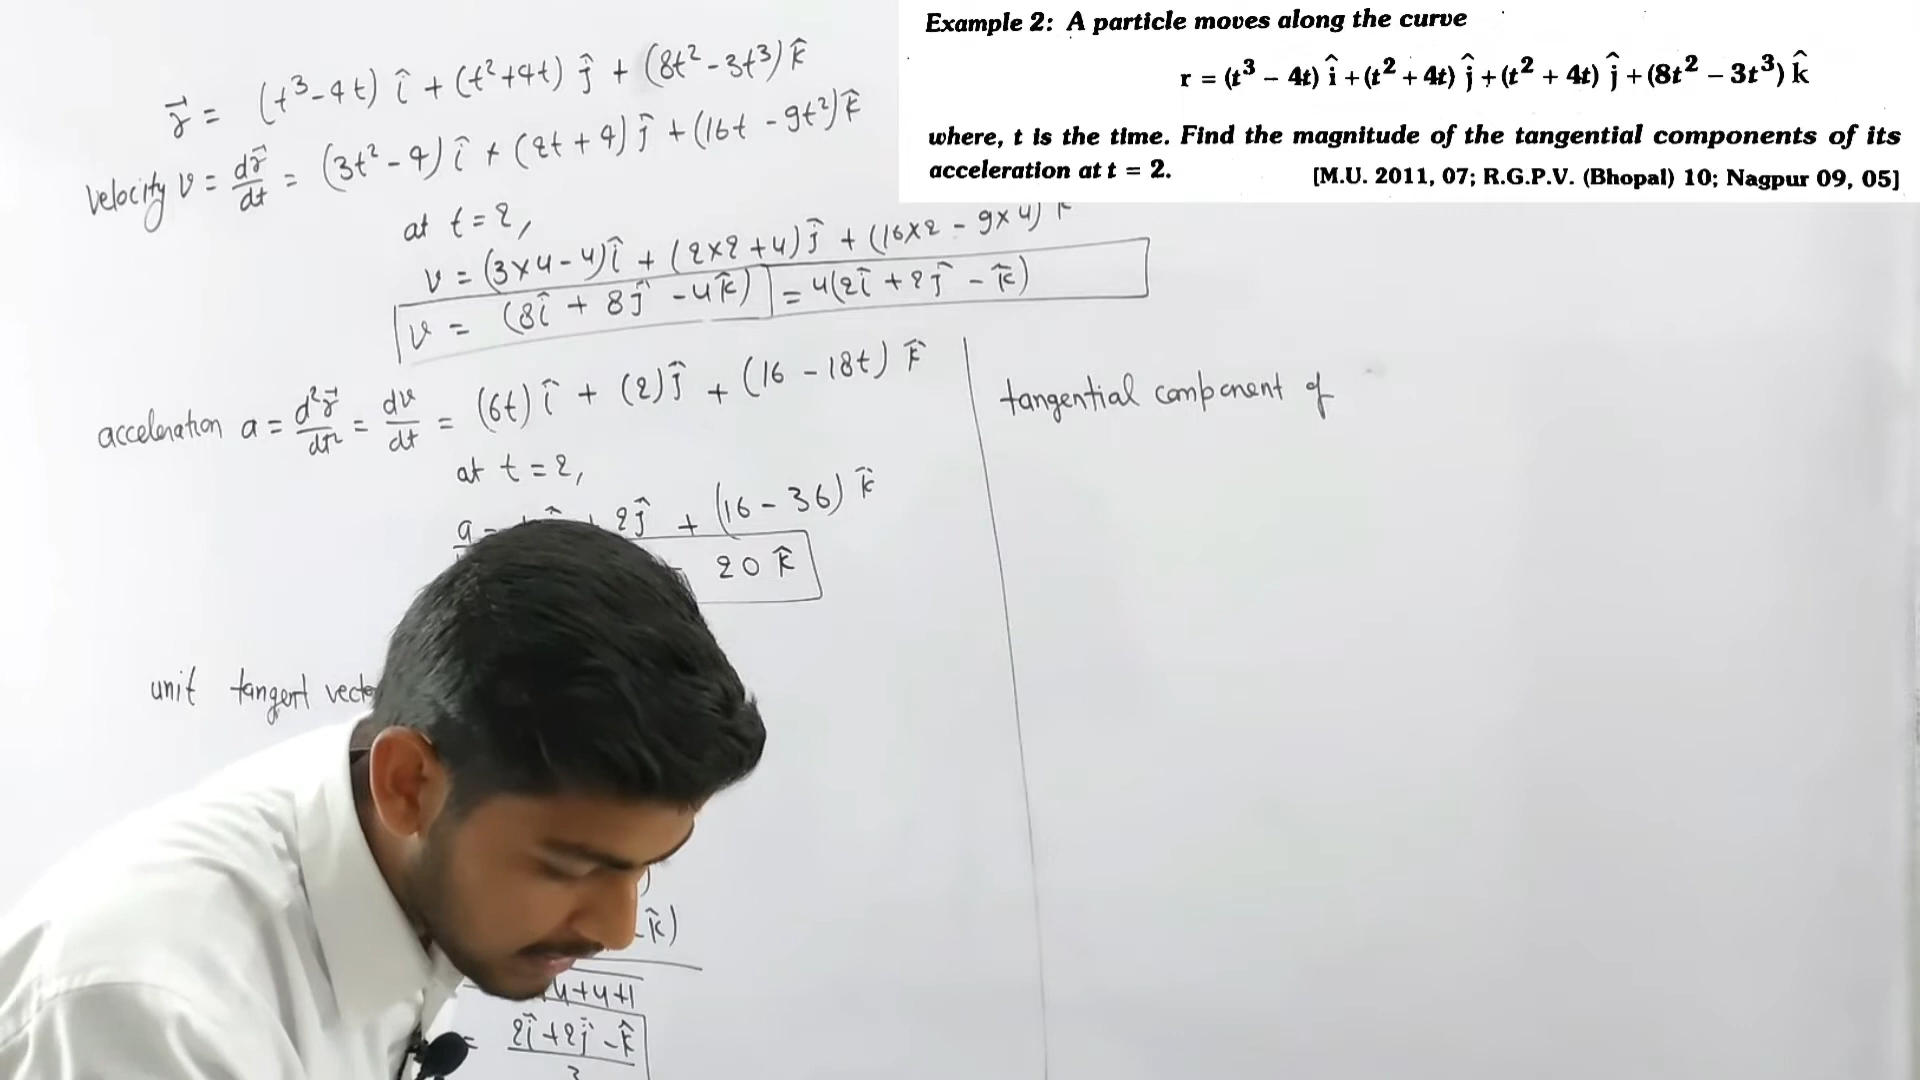 Example 2: A particle moves along the curve
r = (t³ – 4t) î + (t² + 4t) ĵ + (t² + 4t) ĵ + (8t² – 3t³) k̂
where, t is the time. Find the magnitude of the tangential components of its
acceleration at t = 2.
[M.U. 2011, 07; R.G.P.V. (Bhopal) 10; Nagpur 09, 05]
r⃗ = (t³-4t) î + (t²+4t) ĵ + (8t²-3t³) k̂
velocity v = dr⃗/dt = (3t²-4) î + (2t+4) ĵ + (16t-9t²) k̂
at t=2,
v = (3×4-4)î + (2×2+4)ĵ + (16×2 - 9×4) k̂
v = (8î + 8ĵ - 4k̂) = 4(2î + 2ĵ - k̂)
acceleration a = d²r⃗/dt² = dv/dt = (6t) î + (2) ĵ + (16 - 18t) k̂
at t=2,
a = + 2ĵ + (16-36) k̂
20 k̂
unit tangent
-k̂)
4+4+1
= 2î+2ĵ-k̂/3
tangential component of